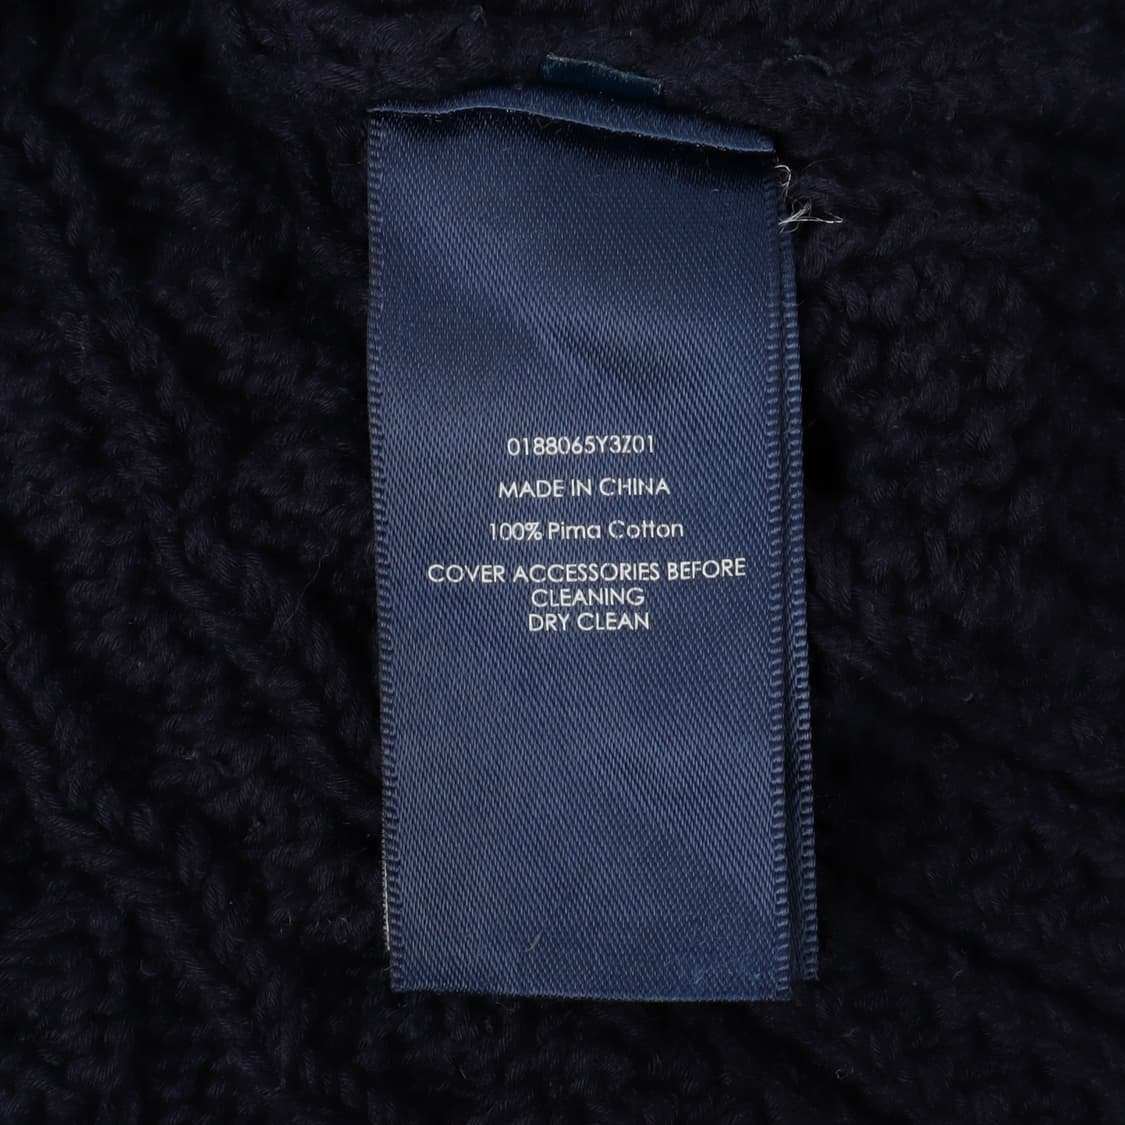 0188065Y3Z01
MADE IN CHINA
100% Pima Cotton
COVER ACCESSORIES BEFORE
CLEANING
DRY CLEAN